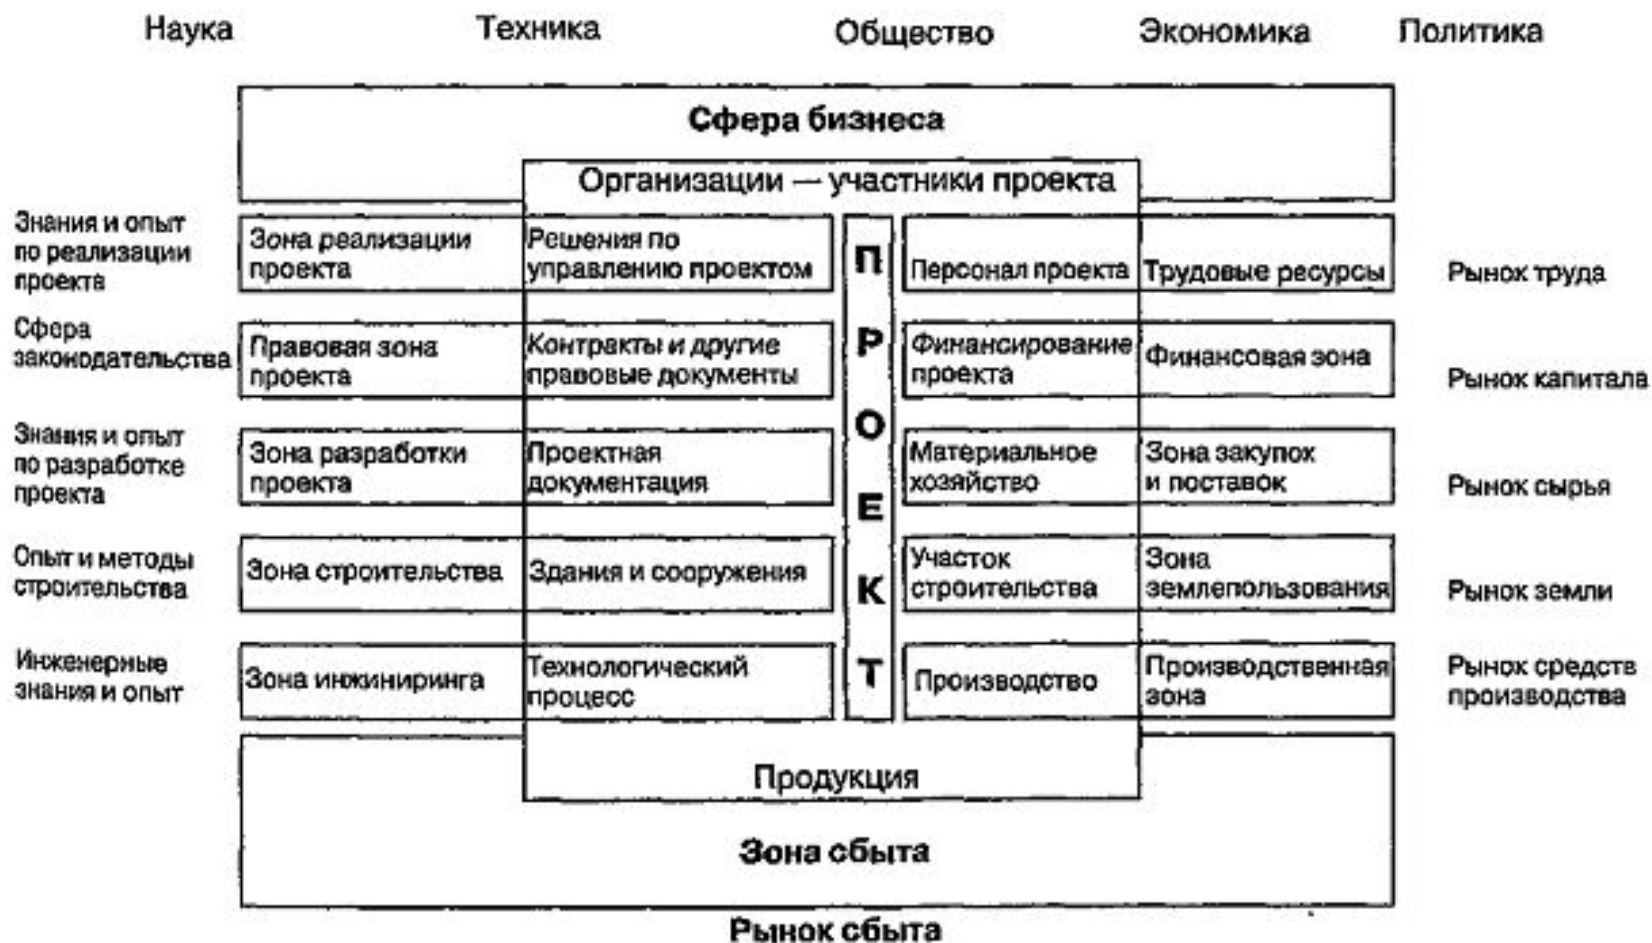 Наука
Техника
Общество
Экономика
Политика
Сфера бизнеса
Организации — участники проекта
Знания и опыт
по реализации
проекта
Зона реализации
проекта
Решения по
управлению проектом
Персонал проекта
Трудовые ресурсы
Рынок труда
Сфера
законодательства
Правовая зона
проекта
Контракты и другие
правовые документы
Финансирование
проекта
Финансовая зона
Рынок капитала
Знания и опыт
по разработке
проекта
Зона разработки
проекта
Проектная
документация
Материальное
хозяйство
Зона закупок
и поставок
Рынок сырья
Опыт и методы
строительства
Зона строительства
Здания и сооружения
Участок
строительства
Зона
землепользования
Рынок земли
Инженерные
знания и опыт
Зона инжиниринга
Технологический
процесс
Производство
Производственная
зона
Рынок средств
производства
П
Р
О
Е
К
Т
Продукция
Зона сбыта
Рынок сбыта